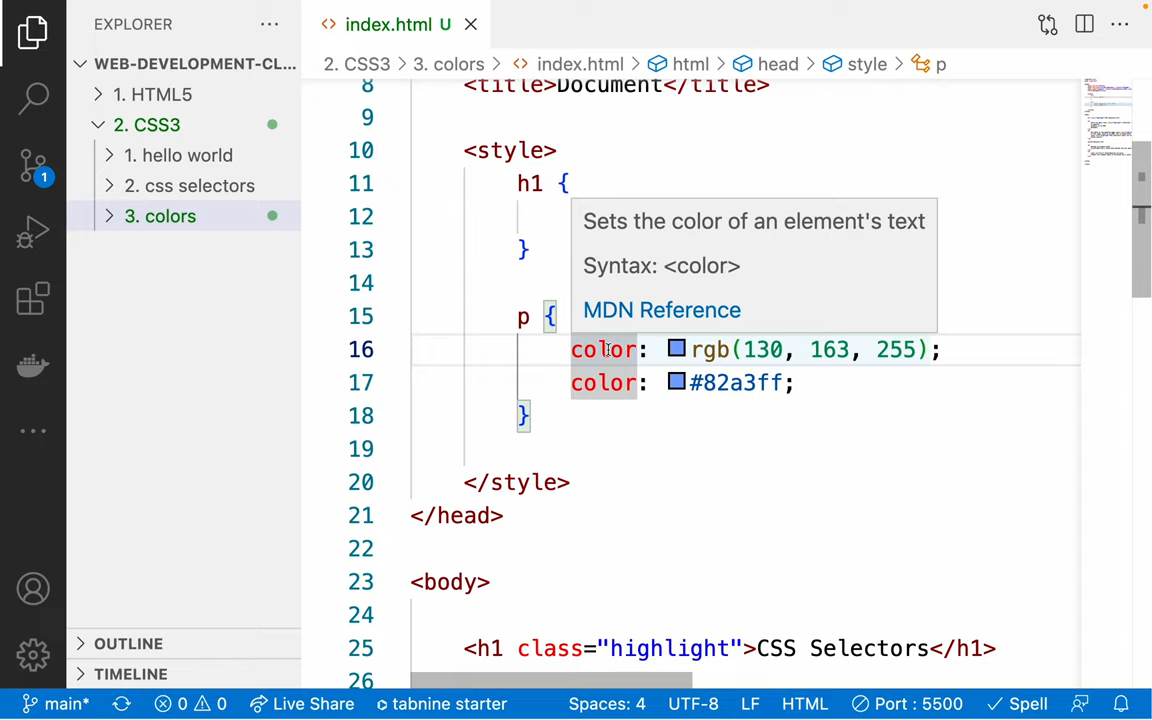 EXPLORER
index.html U
WEB-DEVELOPMENT-CL...
1. HTML5
2. CSS3
1. hello world
2. css selectors
3. colors
OUTLINE
TIMELINE
1
2. CSS3 > 3. colors > index.html > html > head > style > p
8 <title>Document</title>
9
10 <style>
11 h1 {
12
13 }
14
15 p {
16 color: rgb(130, 163, 255);
17 color: #82a3ff;
18 }
19
20 </style>
21 </head>
22
23 <body>
24
25 <h1 class="highlight">CSS Selectors</h1>
26
Sets the color of an element's text
Syntax: <color>
MDN Reference
main* 0 0 Live Share tabnine starter Spaces: 4 UTF-8 LF HTML Port : 5500 Spell